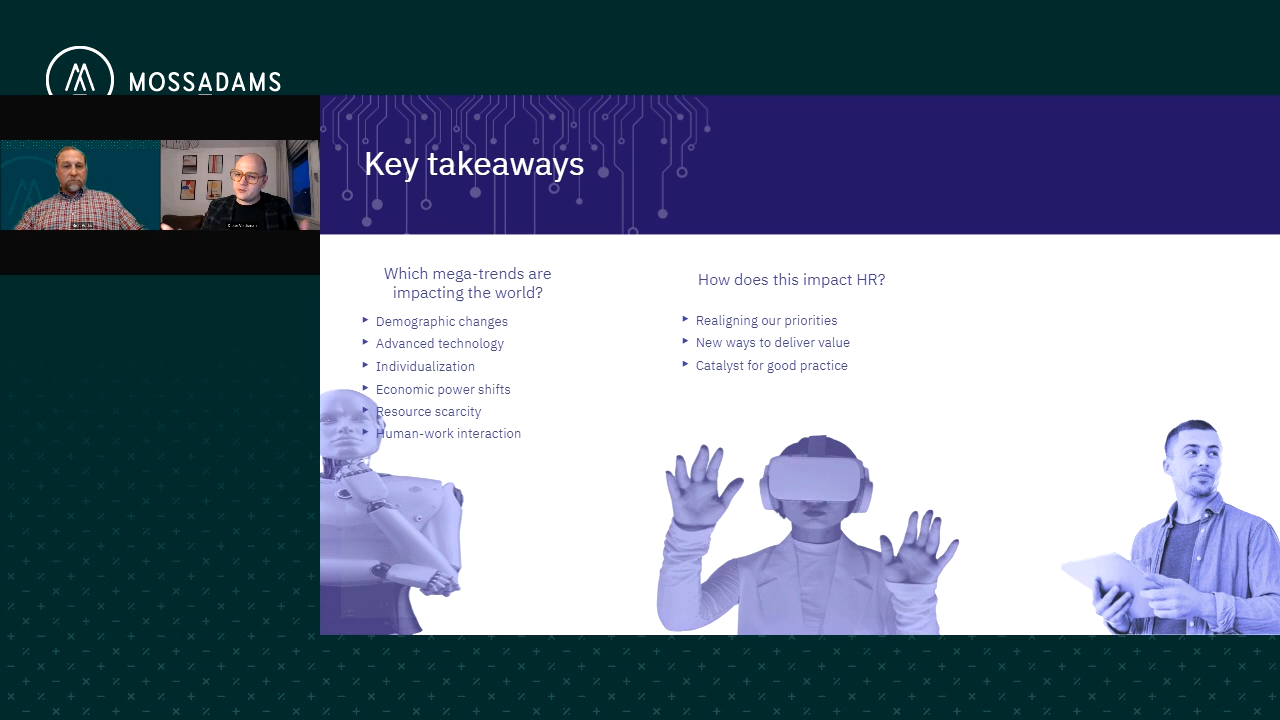 MOSSADAMS
Key takeaways
Which mega-trends are
impacting the world?
Demographic changes
Advanced technology
Individualization
Economic power shifts
Resource scarcity
Human-work interaction
How does this impact HR?
Realigning our priorities
New ways to deliver value
Catalyst for good practice